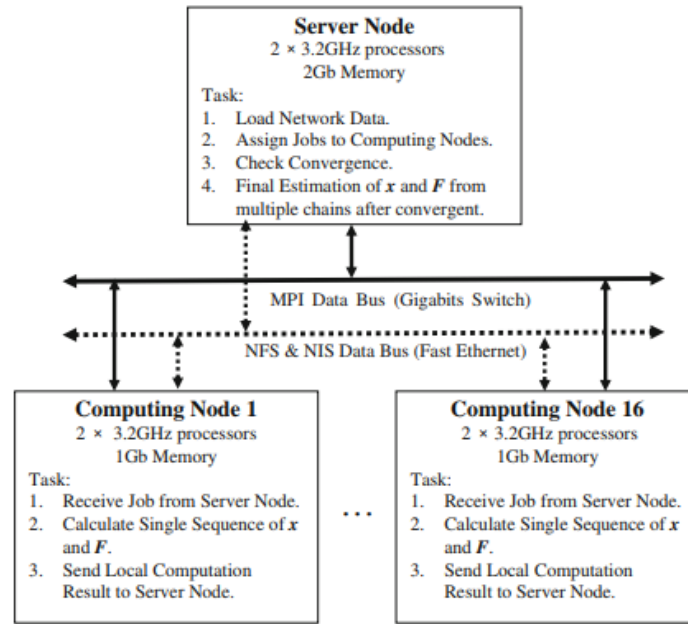 Server Node
2 × 3.2GHz processors
2Gb Memory
Task:
1. Load Network Data.
2. Assign Jobs to Computing Nodes.
3. Check Convergence.
4. Final Estimation of x and F from
multiple chains after convergent.
MPI Data Bus (Gigabits Switch)
NFS & NIS Data Bus (Fast Ethernet)
Computing Node 1
2 × 3.2GHz processors
1Gb Memory
Task:
1. Receive Job from Server Node.
2. Calculate Single Sequence of x
and F.
3. Send Local Computation
Result to Server Node.
...
Computing Node 16
2 × 3.2GHz processors
1Gb Memory
Task:
1. Receive Job from Server Node.
2. Calculate Single Sequence of x
and F.
3. Send Local Computation
Result to Server Node.